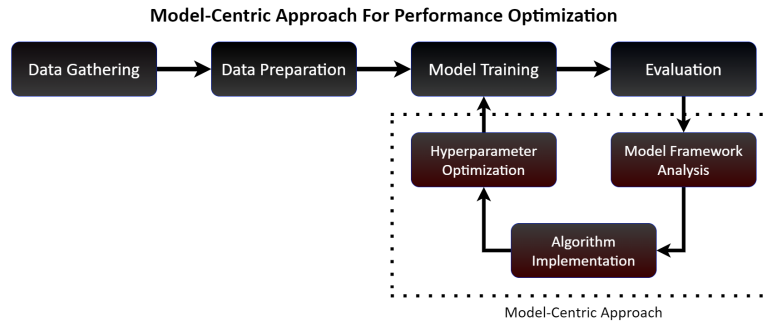 Model-Centric Approach For Performance Optimization
Data Gathering
Data Preparation
Model Training
Evaluation
Hyperparameter
Optimization
Model Framework
Analysis
Algorithm
Implementation
Model-Centric Approach